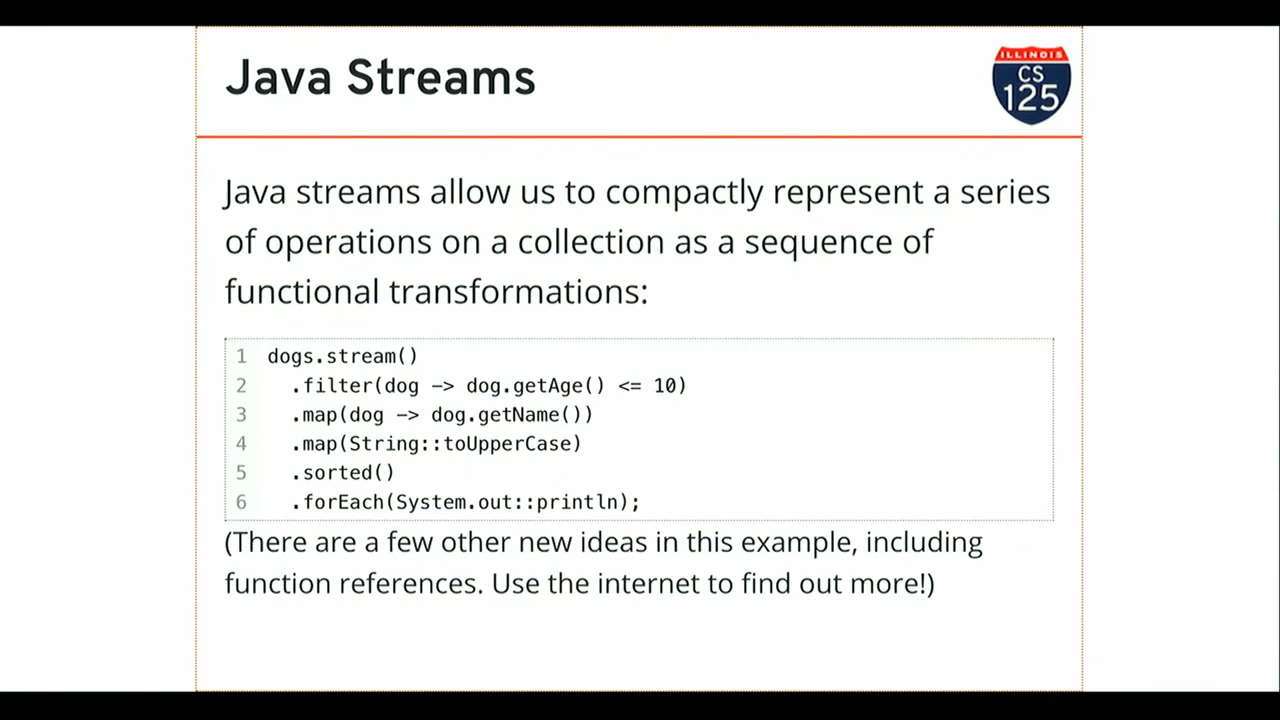 Java Streams
ILLINOIS
CS
125
Java streams allow us to compactly represent a series
of operations on a collection as a sequence of
functional transformations:
1 dogs.stream()
2   .filter(dog -> dog.getAge() <= 10)
3   .map(dog -> dog.getName())
4   .map(String::toUpperCase)
5   .sorted()
6   .forEach(System.out::println);
(There are a few other new ideas in this example, including
function references. Use the internet to find out more!)